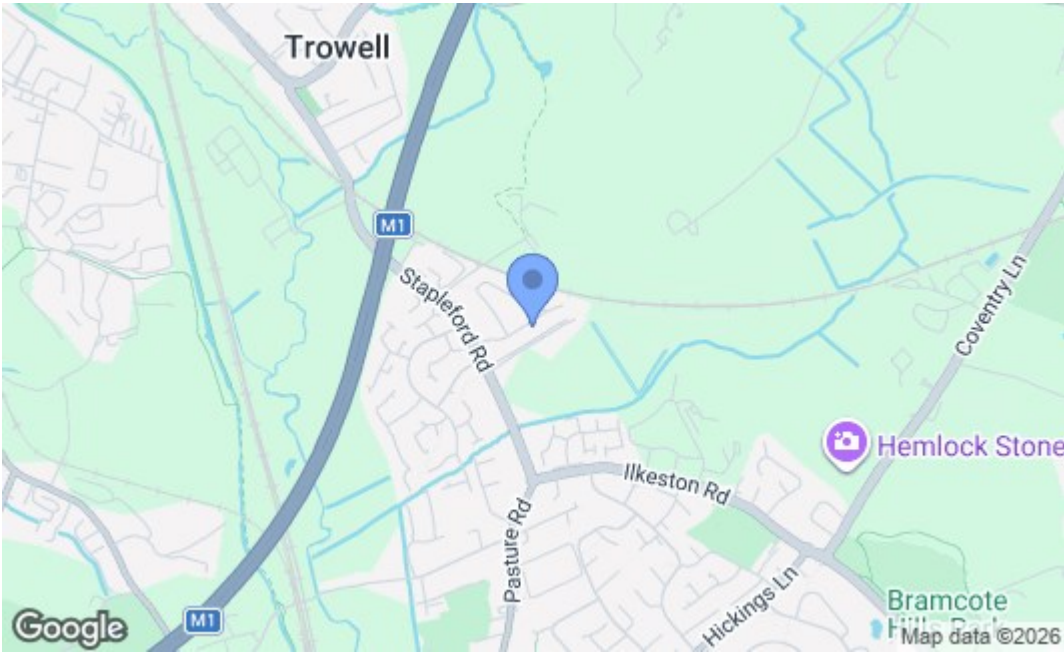 Trowell
M1
Stapleford Rd
Coventry Ln
Hemlock Stone
Ilkeston Rd
Pasture Rd
Hickings Ln
Bramcote
Hills Park
M1
Google
Map data ©2026